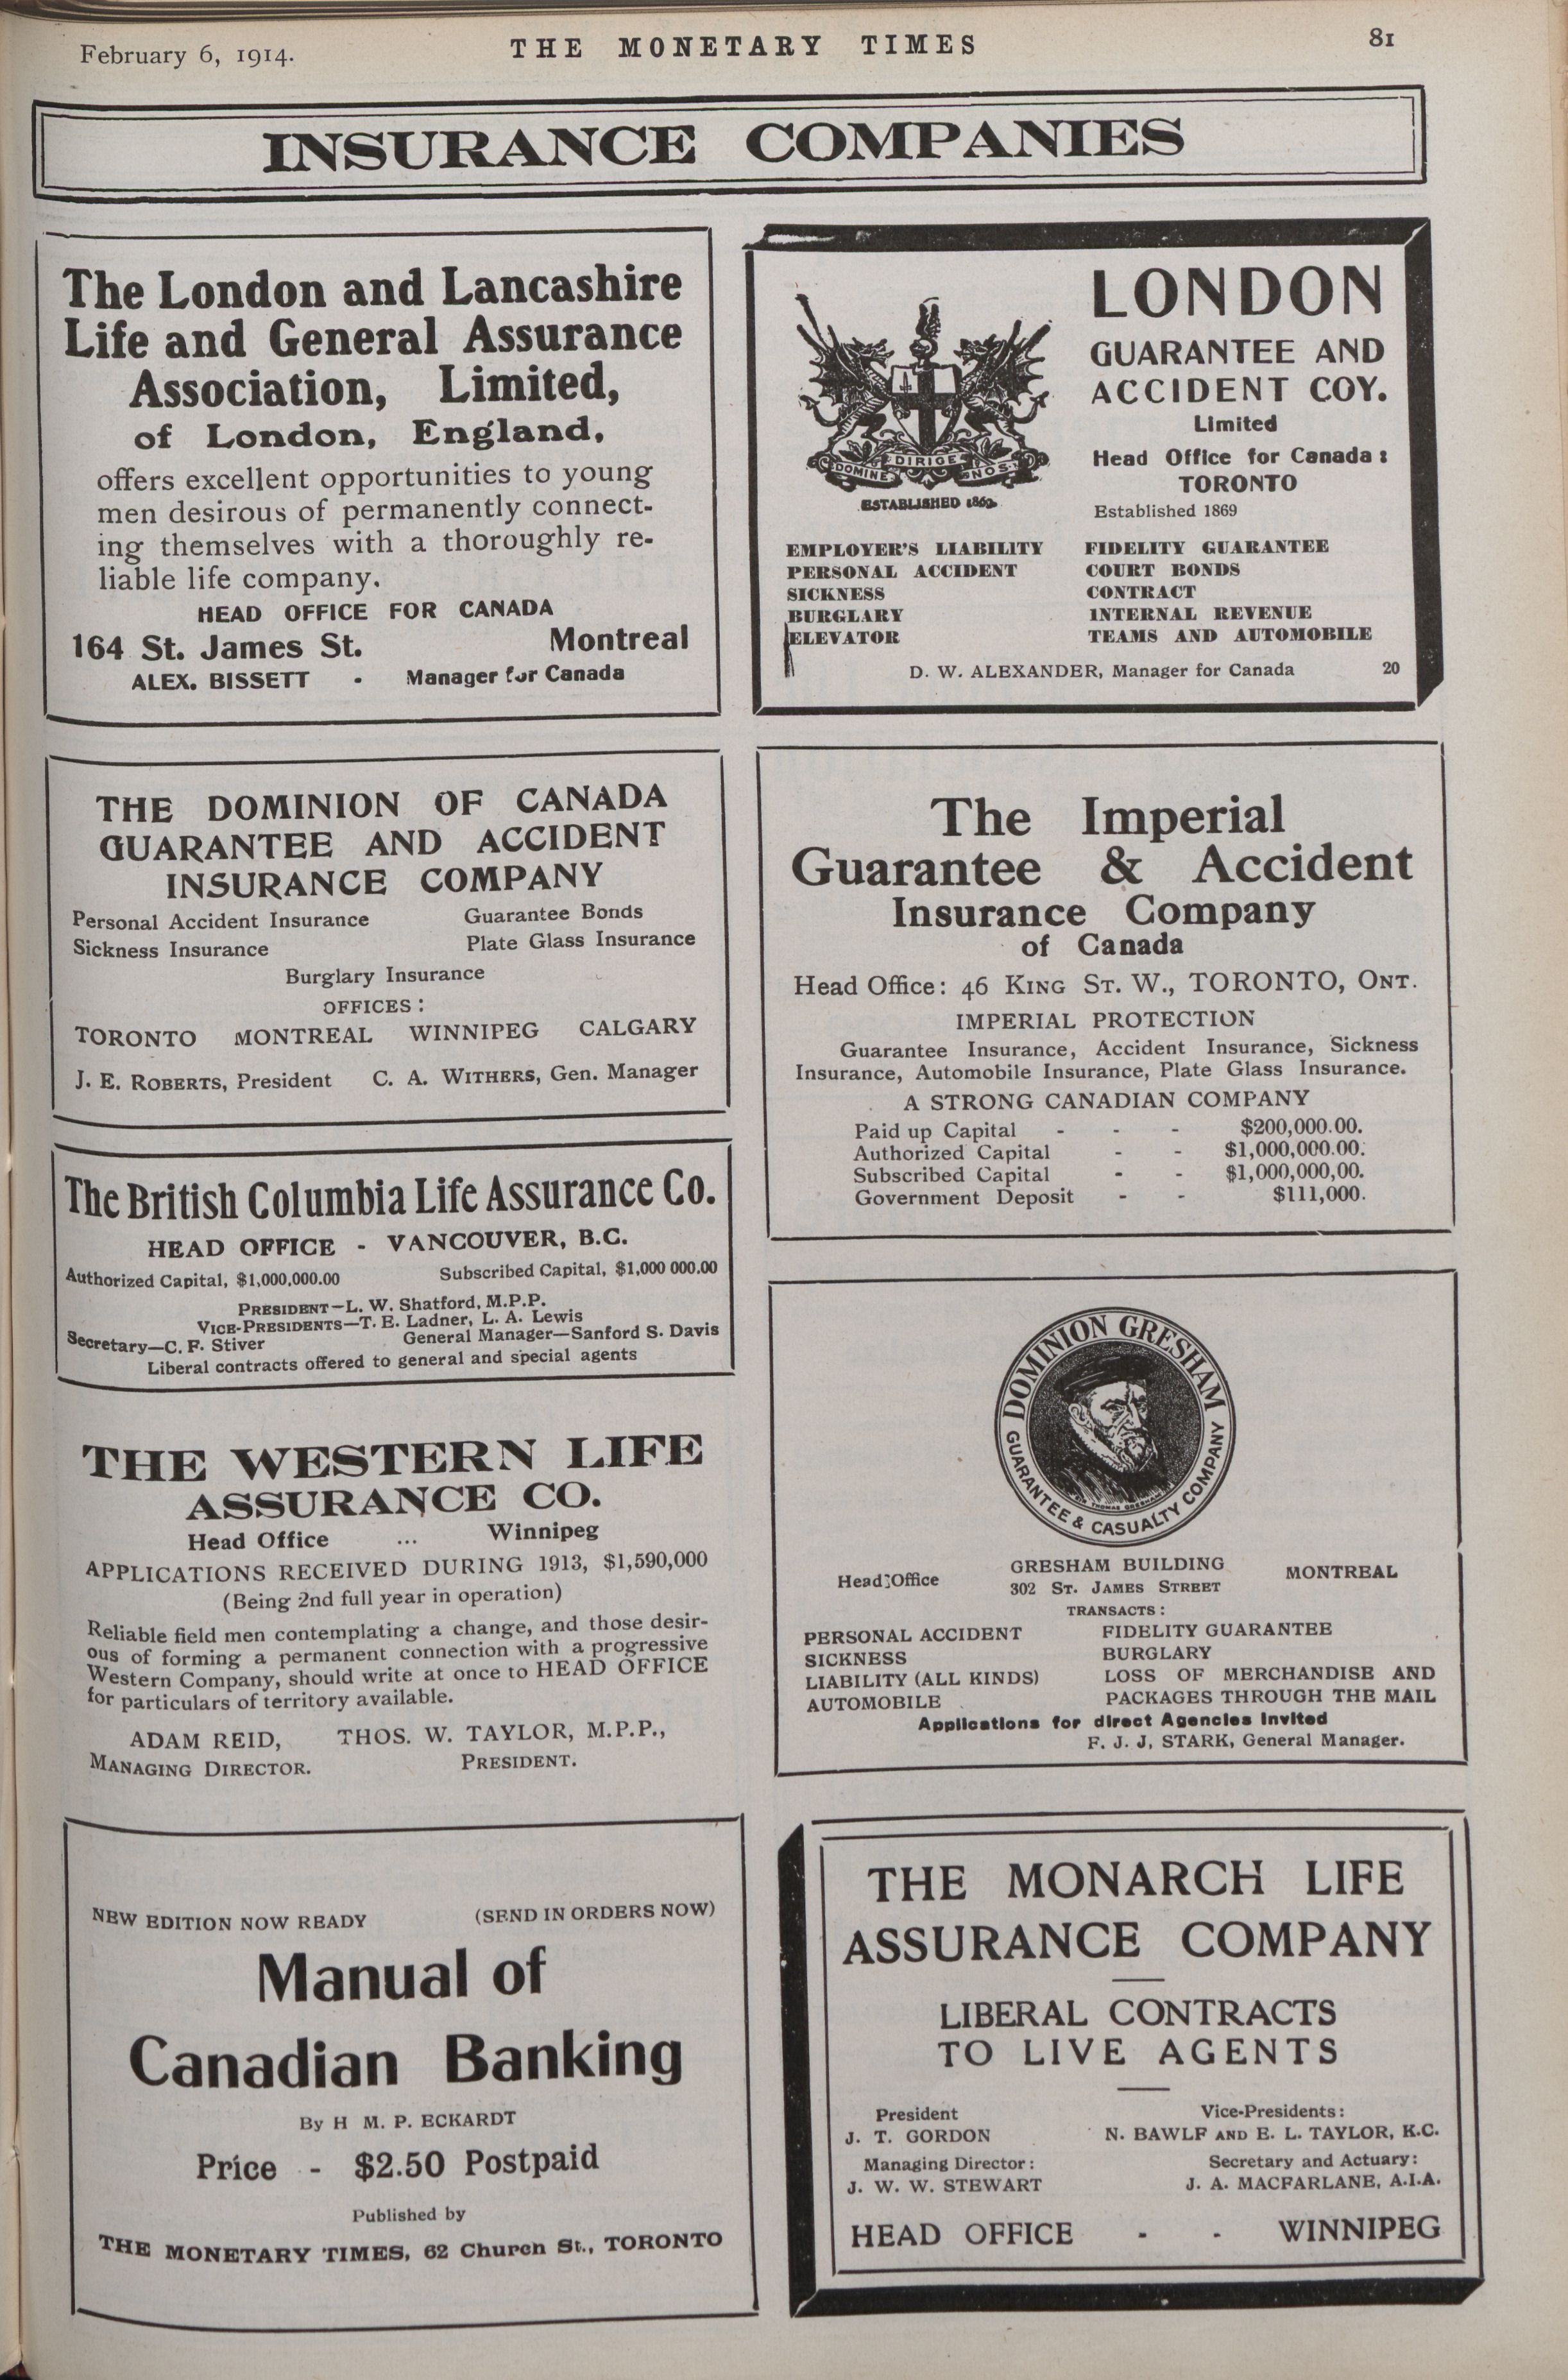 February 6, 1914.
THE MONETARY TIMES
81
INSURANCE COMPANIES
The London and Lancashire
Life and General Assurance
Association, Limited,
of London, England,
offers excellent opportunities to young
men desirous of permanently connect-
ing themselves with a thoroughly re-
liable life company.
HEAD OFFICE FOR CANADA
164 St. James St. Montreal
ALEX. BISSETT - Manager for Canada
LONDON
GUARANTEE AND
ACCIDENT COY.
Limited
Head Office for Canada:
TORONTO
Established 1869
DOMINE DIRIGE NOS
ESTABLISHED 1869
EMPLOYER'S LIABILITY FIDELITY GUARANTEE
PERSONAL ACCIDENT COURT BONDS
SICKNESS CONTRACT
BURGLARY INTERNAL REVENUE
ELEVATOR TEAMS AND AUTOMOBILE
D. W. ALEXANDER, Manager for Canada 20
THE DOMINION OF CANADA
GUARANTEE AND ACCIDENT
INSURANCE COMPANY
Personal Accident Insurance Guarantee Bonds
Sickness Insurance Plate Glass Insurance
Burglary Insurance
OFFICES:
TORONTO MONTREAL WINNIPEG CALGARY
J. E. ROBERTS, President C. A. WITHERS, Gen. Manager
The Imperial
Guarantee & Accident
Insurance Company
of Canada
Head Office: 46 KING ST. W., TORONTO, ONT.
IMPERIAL PROTECTION
Guarantee Insurance, Accident Insurance, Sickness
Insurance, Automobile Insurance, Plate Glass Insurance.
A STRONG CANADIAN COMPANY
Paid up Capital - - - $200,000.00.
Authorized Capital - - $1,000,000.00.
Subscribed Capital - - $1,000,000,00.
Government Deposit - - $111,000.
The British Columbia Life Assurance Co.
HEAD OFFICE - VANCOUVER, B.C.
Authorized Capital, $1,000,000.00 Subscribed Capital, $1,000 000.00
PRESIDENT—L. W. Shatford, M.P.P.
VICE-PRESIDENTS—T. E. Ladner, L. A. Lewis
Secretary—C. F. Stiver General Manager—Sanford S. Davis
Liberal contracts offered to general and special agents
THE WESTERN LIFE
ASSURANCE CO.
Head Office ... Winnipeg
APPLICATIONS RECEIVED DURING 1913, $1,590,000
(Being 2nd full year in operation)
Reliable field men contemplating a change, and those desir-
ous of forming a permanent connection with a progressive
Western Company, should write at once to HEAD OFFICE
for particulars of territory available.
ADAM REID, THOS. W. TAYLOR, M.P.P.,
MANAGING DIRECTOR. PRESIDENT.
DOMINION GRESHAM
GUARANTEE & CASUALTY COMPANY
SIR THOMAS GRESHAM
Head Office GRESHAM BUILDING MONTREAL
302 ST. JAMES STREET
TRANSACTS:
PERSONAL ACCIDENT FIDELITY GUARANTEE
SICKNESS BURGLARY
LIABILITY (ALL KINDS) LOSS OF MERCHANDISE AND
AUTOMOBILE PACKAGES THROUGH THE MAIL
Applications for direct Agencies Invited
F. J. J, STARK, General Manager.
NEW EDITION NOW READY (SEND IN ORDERS NOW)
Manual of
Canadian Banking
By H M. P. ECKARDT
Price - $2.50 Postpaid
Published by
THE MONETARY TIMES, 62 Church St., TORONTO
THE MONARCH LIFE
ASSURANCE COMPANY
LIBERAL CONTRACTS
TO LIVE AGENTS
President Vice-Presidents:
J. T. GORDON N. BAWLF AND E. L. TAYLOR, K.C.
Managing Director: Secretary and Actuary:
J. W. W. STEWART J. A. MACFARLANE, A.I.A.
HEAD OFFICE - - WINNIPEG